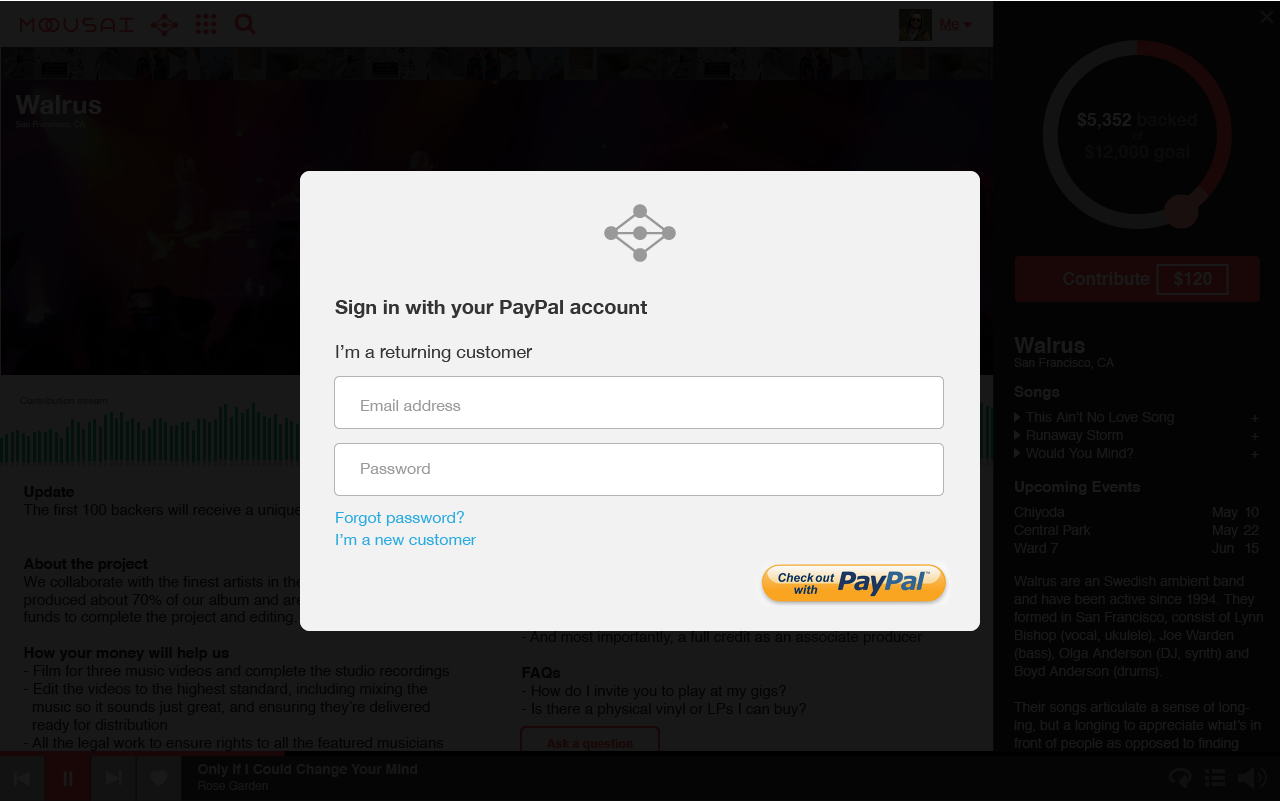 MOUSAI
Me
Walrus
San Francisco, CA
$5,352 backed
of
$12,000 goal
Contribute $120
Sign in with your PayPal account
I'm a returning customer
Email address
Password
Forgot password?
I'm a new customer
Check out with PayPal™
Contribution stream
Update
The first 100 backers will receive a unique
About the project
We collaborate with the finest artists in the
produced about 70% of our album and are
funds to complete the project and editing,
How your money will help us
- Film for three music videos and complete the studio recordings
- Edit the videos to the highest standard, including mixing the
music so it sounds just great, and ensuring they're delivered
ready for distribution
- All the legal work to ensure rights to all the featured musicians
- And most importantly, a full credit as an associate producer
FAQs
- How do I invite you to play at my gigs?
- Is there a physical vinyl or LPs I can buy?
Ask a question
Walrus
San Francisco, CA
Songs
This Ain't No Love Song +
Runaway Storm +
Would You Mind? +
Upcoming Events
Chiyoda May 10
Central Park May 22
Ward 7 Jun 15
Walrus are an Swedish ambient band
and have been active since 1994. They
formed in San Francisco, consist of Lynn
Bishop (vocal, ukulele), Joe Warden
(bass), Olga Anderson (DJ, synth) and
Boyd Anderson (drums).
Their songs articulate a sense of long-
ing, but a longing to appreciate what's in
front of people as opposed to finding
Only If I Could Change Your Mind
Rose Garden